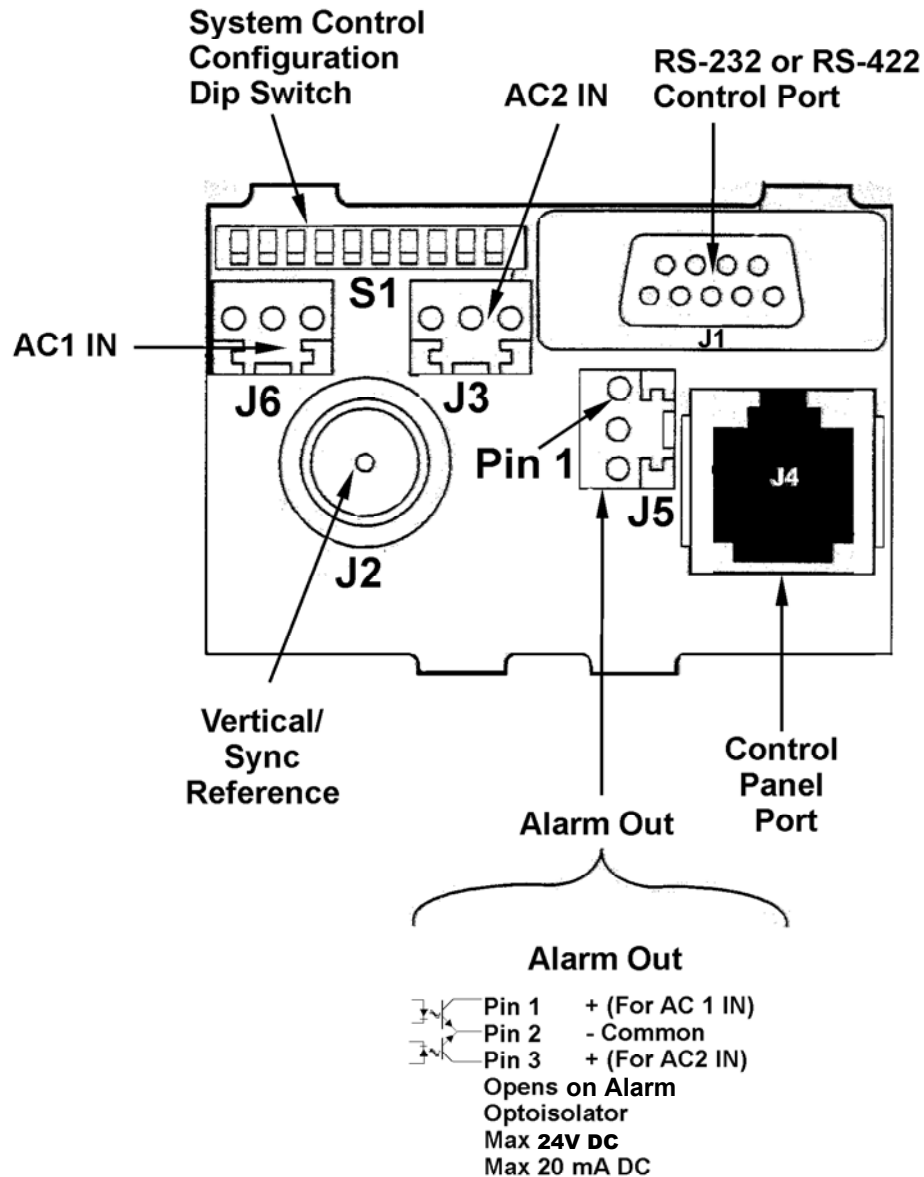 System Control
Configuration
Dip Switch
AC2 IN
RS-232 or RS-422
Control Port
S1
J1
AC1 IN
J6
J3
Pin 1
J4
J5
J2
Vertical/
Sync
Reference
Control
Panel
Port
Alarm Out
Alarm Out
Pin 1 + (For AC 1 IN)
Pin 2 - Common
Pin 3 + (For AC2 IN)
Opens on Alarm
Optoisolator
Max 24V DC
Max 20 mA DC